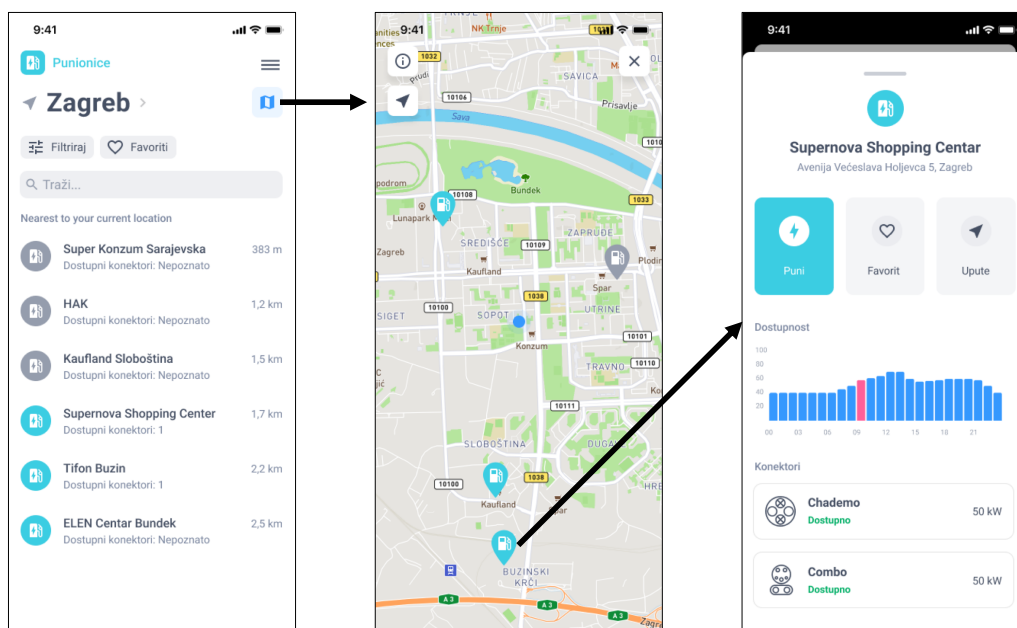 9:41
Punionice
Zagreb
Filtriraj
Favoriti
Traži...
Nearest to your current location
Super Konzum Sarajevska 383 m
Dostupni konektori: Nepoznato
HAK 1,2 km
Dostupni konektori: Nepoznato
Kaufland Sloboština 1,5 km
Dostupni konektori: Nepoznato
Supernova Shopping Center 1,7 km
Dostupni konektori: 1
Tifon Buzin 2,2 km
Dostupni konektori: 1
ELEN Centar Bundek 2,5 km
Dostupni konektori: Nepoznato
9:41
NK Trnje
1032
SAVICA
10106
Prisavlje
Sava
Bundek
10108
1033
Lunapark
ZAPRUĐE
SREDIŠĆE
10109
Zagreb
Kaufland
Spar
1038
10100
UTRINE
SIGET
SOPOT
Konzum
10101
TRAVNO
10110
10111
SLOBOŠTINA
DUGAVE
10100
1038
Kaufland
Spar
BUZINSKI
KRČI
A 3
A 3
A 3
9:41
Supernova Shopping Centar
Avenija Većeslava Holjevca 5, Zagreb
Puni
Favorit
Upute
Dostupnost
100
80
60
40
20
00 03 06 09 12 15 18 21
Konektori
Chademo
Dostupno
50 kW
Combo
Dostupno
50 kW